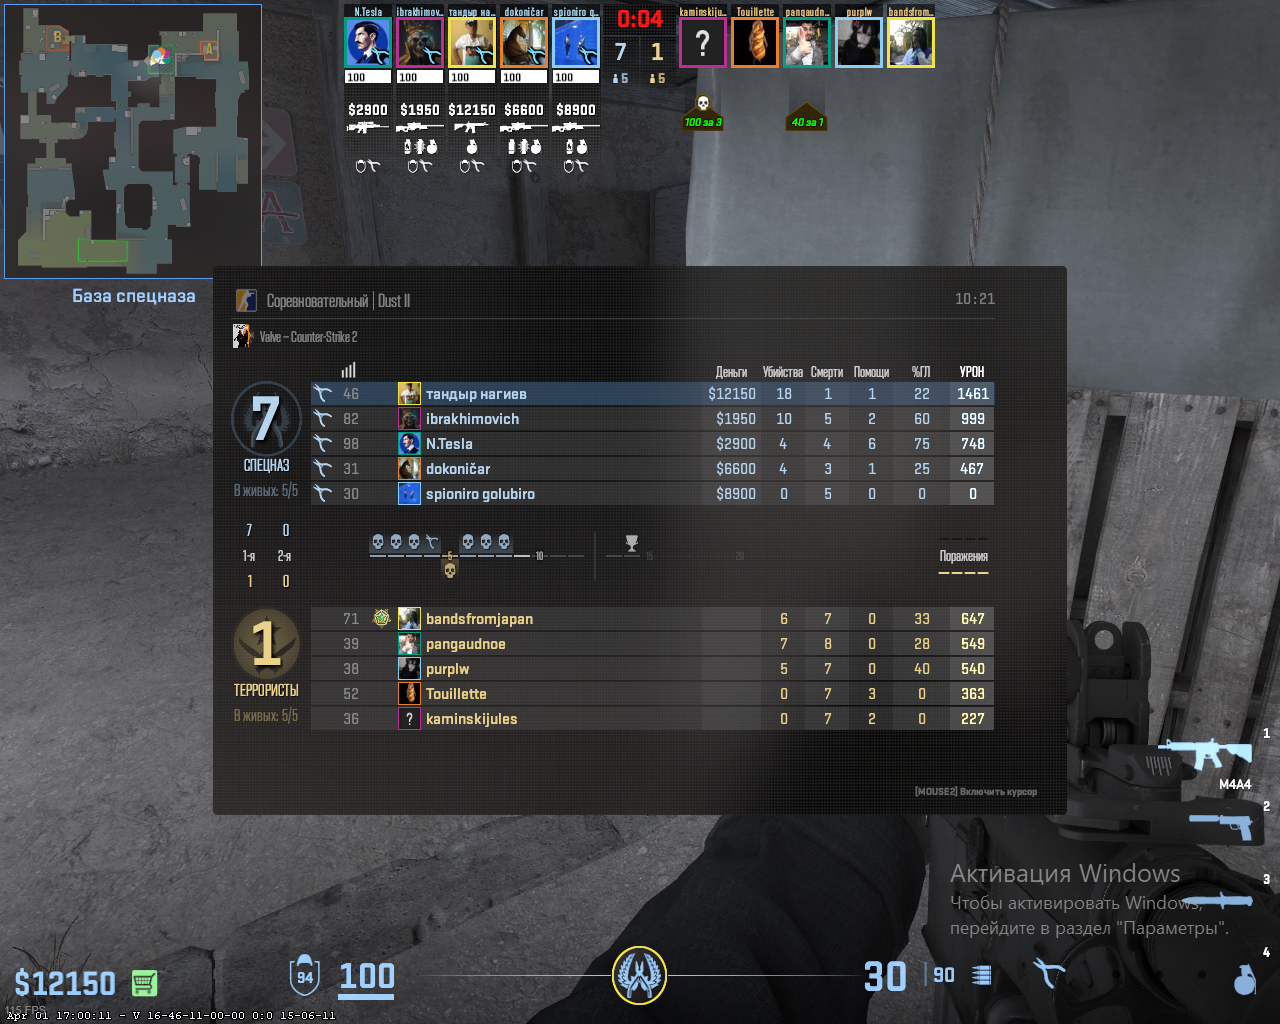 N.Tesla ibrakhimov.. тандыр на... dokoničar spioniro g... 0:04 kaminskiju.. Touillette pangaudn... purplw bandsfrom..
B A 7 1 ?
100 100 100 100 100 5 5
$2900 $1950 $12150 $6600 $8900 100 за 3 40 за 1
База спецназа
Соревновательный | Dust II 10:21
Valve – Counter-Strike 2
Деньги Убийства Смерти Помощи %ГЛ УРОН
46 тандыр нагиев $12150 18 1 1 22 1461
82 Ibrakhimovich $1950 10 5 2 60 999
98 N.Tesla $2900 4 4 6 75 748
31 dokoničar $6600 4 3 1 25 467
30 spioniro golubiro $8900 0 5 0 0 0
7
СПЕЦНАЗ
В живых: 5/5
7 0
1-я 2-я 5 10 15 20 Поражения
1 0
71 bandsfromjapan 6 7 0 33 647
39 pangaudnoe 7 8 0 28 549
38 purplw 5 7 0 40 540
52 Touillette 0 7 3 0 363
36 ? kaminskijules 0 7 2 0 227
1
ТЕРРОРИСТЫ
В живых: 5/5
[MOUSE2] Включить курсор
1
M4A4
2
3
4
Активация Windows
Чтобы активировать Windows,
перейдите в раздел "Параметры".
$12150 94 100 30 90
115 FPS
Apr 01 17:00:11 - V 16-46-11-00-00 0:0 15-06-11